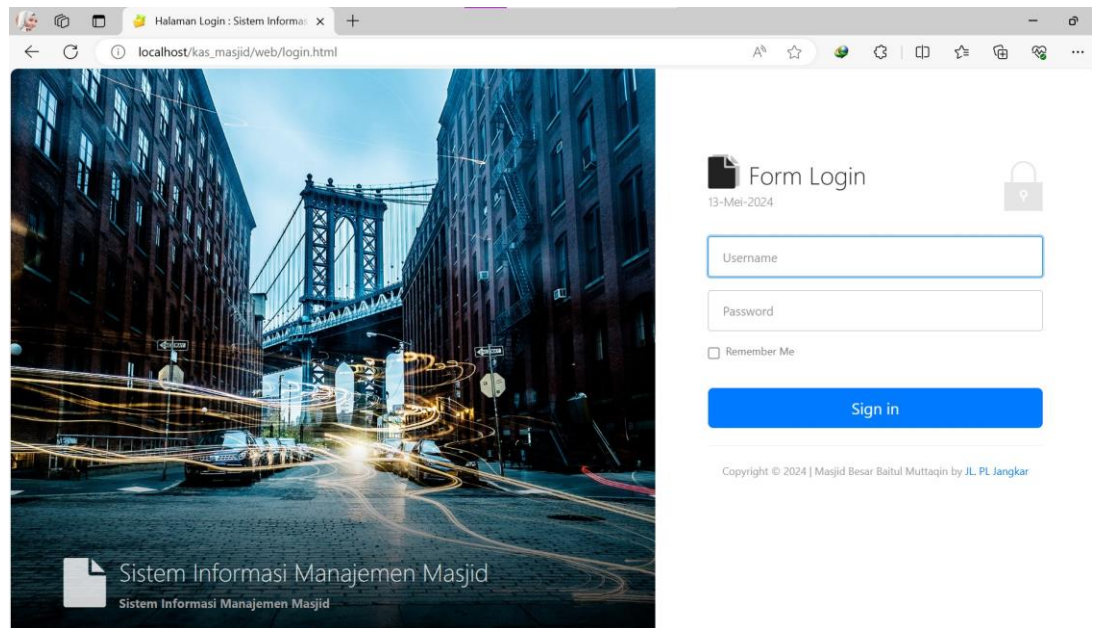 Halaman Login : Sistem Informas
localhost/kas_masjid/web/login.html
Form Login
13-Mei-2024
Username
Password
Remember Me
Sign in
Copyright © 2024 | Masjid Besar Baitul Muttaqin by JL. PL Jangkar
Sistem Informasi Manajemen Masjid
Sistem Informasi Manajemen Masjid